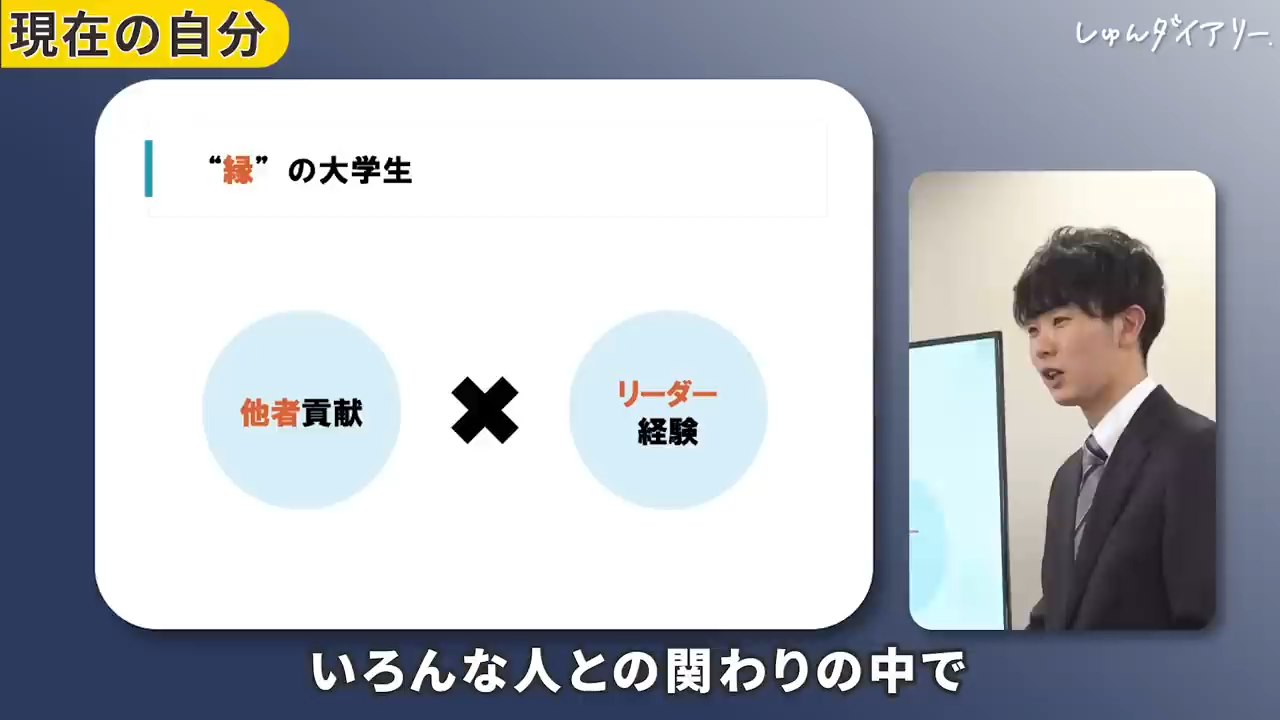 現在の自分
しゅんダイアリー.
“縁”の大学生
他者貢献
リーダー
経験
いろんな人との関わりの中で